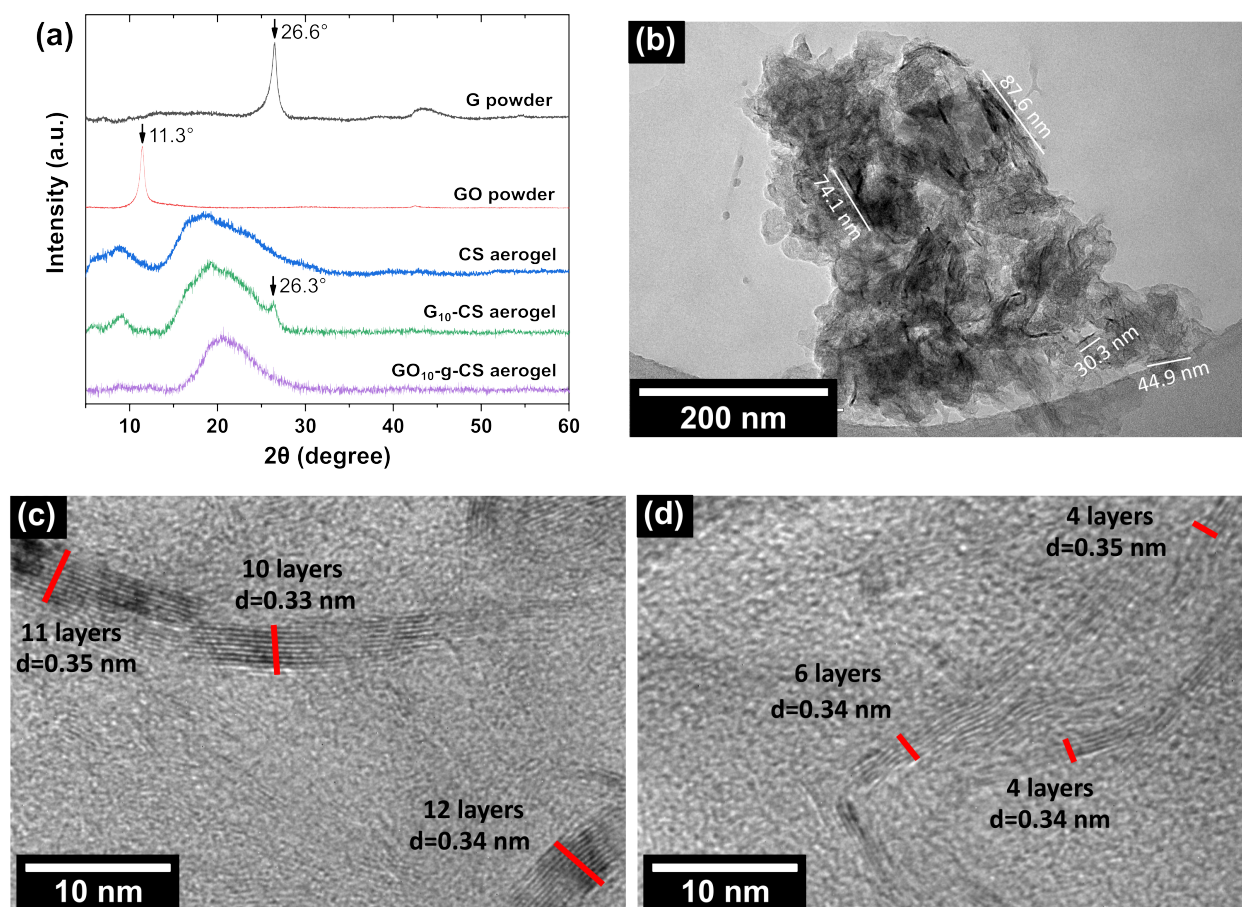 (a)
26.6°
G powder
11.3°
GO powder
CS aerogel
26.3°
G₁₀-CS aerogel
GO₁₀-g-CS aerogel
Intensity (a.u.)
10 20 30 40 50 60
2θ (degree)
(b)
87.6 nm
74.1 nm
30.3 nm
44.9 nm
200 nm
(c)
10 layers
d=0.33 nm
11 layers
d=0.35 nm
12 layers
d=0.34 nm
10 nm
(d)
4 layers
d=0.35 nm
6 layers
d=0.34 nm
4 layers
d=0.34 nm
10 nm